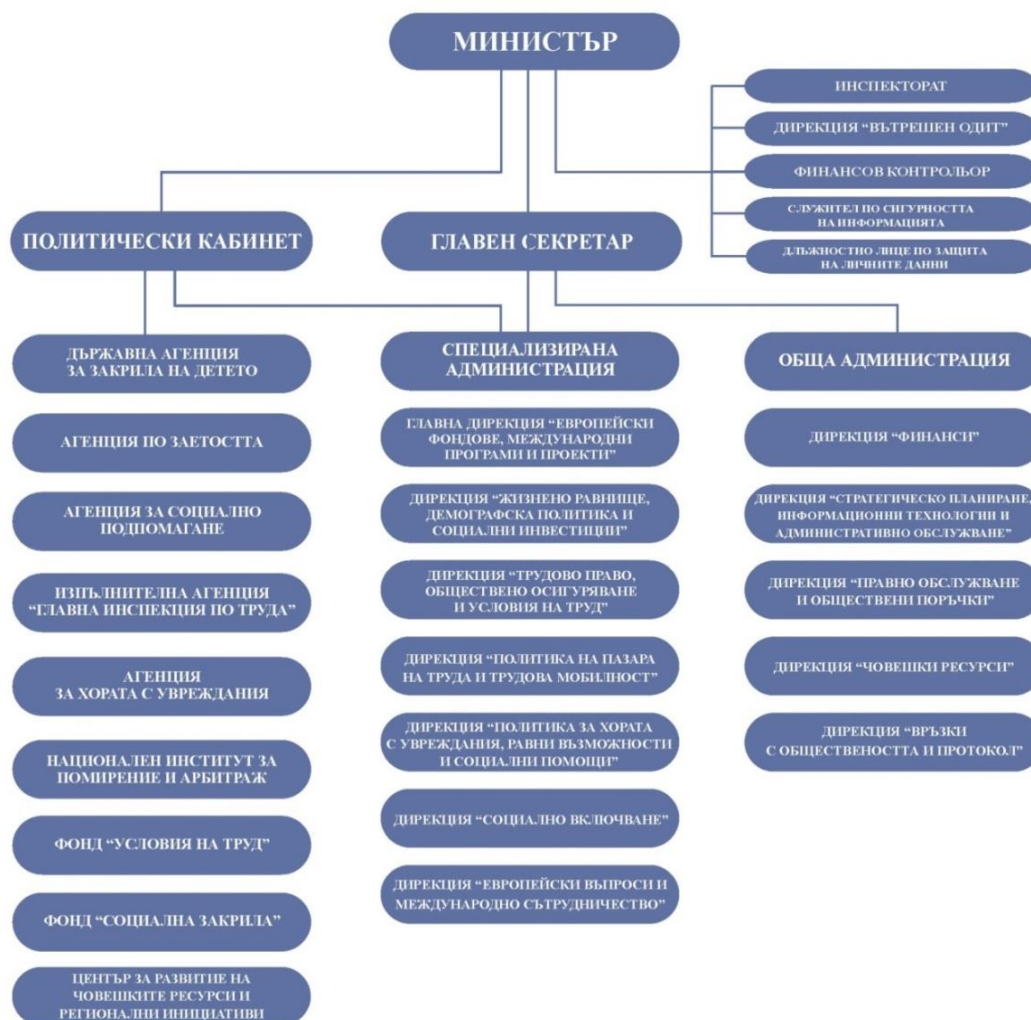 МИНИСТЪР
ИНСПЕКТОРАТ
ДИРЕКЦИЯ “ВЪТРЕШЕН ОДИТ”
ФИНАНСОВ КОНТРОЛЬОР
СЛУЖИТЕЛ ПО СИГУРНОСТТА
НА ИНФОРМАЦИЯТА
ДЛЪЖНОСТНО ЛИЦЕ ПО ЗАЩИТА
НА ЛИЧНИТЕ ДАННИ
ПОЛИТИЧЕСКИ КАБИНЕТ
ГЛАВЕН СЕКРЕТАР
ДЪРЖАВНА АГЕНЦИЯ
ЗА ЗАКРИЛА НА ДЕТЕТО
АГЕНЦИЯ ПО ЗАЕТОСТТА
АГЕНЦИЯ ЗА СОЦИАЛНО
ПОДПОМАГАНЕ
ИЗПЪЛНИТЕЛНА АГЕНЦИЯ
“ГЛАВНА ИНСПЕКЦИЯ ПО ТРУДА”
АГЕНЦИЯ
ЗА ХОРАТА С УВРЕЖДАНИЯ
НАЦИОНАЛЕН ИНСТИТУТ ЗА
ПОМИРЕНИЕ И АРБИТРАЖ
ФОНД “УСЛОВИЯ НА ТРУД”
ФОНД “СОЦИАЛНА ЗАКРИЛА”
ЦЕНТЪР ЗА РАЗВИТИЕ НА
ЧОВЕШКИТЕ РЕСУРСИ И
РЕГИОНАЛНИ ИНИЦИАТИВИ
СПЕЦИАЛИЗИРАНА
АДМИНИСТРАЦИЯ
ГЛАВНА ДИРЕКЦИЯ “ЕВРОПЕЙСКИ
ФОНДОВЕ, МЕЖДУНАРОДНИ
ПРОГРАМИ И ПРОЕКТИ”
ДИРЕКЦИЯ “ЖИЗНЕНО РАВНИЩЕ,
ДЕМОГРАФСКА ПОЛИТИКА И
СОЦИАЛНИ ИНВЕСТИЦИИ”
ДИРЕКЦИЯ “ТРУДОВО ПРАВО,
ОБЩЕСТВЕНО ОСИГУРЯВАНЕ
И УСЛОВИЯ НА ТРУД”
ДИРЕКЦИЯ “ПОЛИТИКА НА ПАЗАРА
НА ТРУДА И ТРУДОВА МОБИЛНОСТ”
ДИРЕКЦИЯ “ПОЛИТИКА ЗА ХОРАТА
С УВРЕЖДАНИЯ, РАВНИ ВЪЗМОЖНОСТИ
И СОЦИАЛНИ ПОМОЩИ”
ДИРЕКЦИЯ “СОЦИАЛНО ВКЛЮЧВАНЕ”
ДИРЕКЦИЯ “ЕВРОПЕЙСКИ ВЪПРОСИ И
МЕЖДУНАРОДНО СЪТРУДНИЧЕСТВО”
ОБЩА АДМИНИСТРАЦИЯ
ДИРЕКЦИЯ “ФИНАНСИ”
ДИРЕКЦИЯ “СТРАТЕГИЧЕСКО ПЛАНИРАНЕ,
ИНФОРМАЦИОННИ ТЕХНОЛОГИИ И
АДМИНИСТРАТИВНО ОБСЛУЖВАНЕ”
ДИРЕКЦИЯ “ПРАВНО ОБСЛУЖВАНЕ
И ОБЩЕСТВЕНИ ПОРЪЧКИ”
ДИРЕКЦИЯ “ЧОВЕШКИ РЕСУРСИ”
ДИРЕКЦИЯ “ВРЪЗКИ
С ОБЩЕСТВЕНОСТТА И ПРОТОКОЛ”